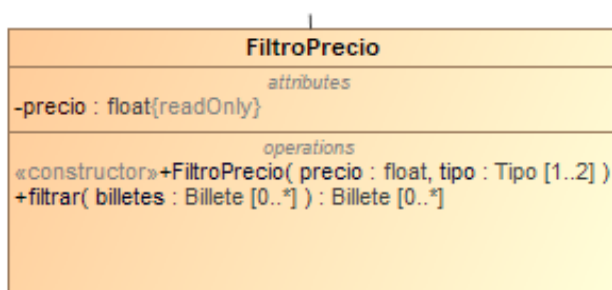 FiltroPrecio
attributes
-precio : float{readOnly}
operations
«constructor»+FiltroPrecio( precio : float, tipo : Tipo [1..2] )
+filtrar( billetes : Billete [0..*] ) : Billete [0..*]